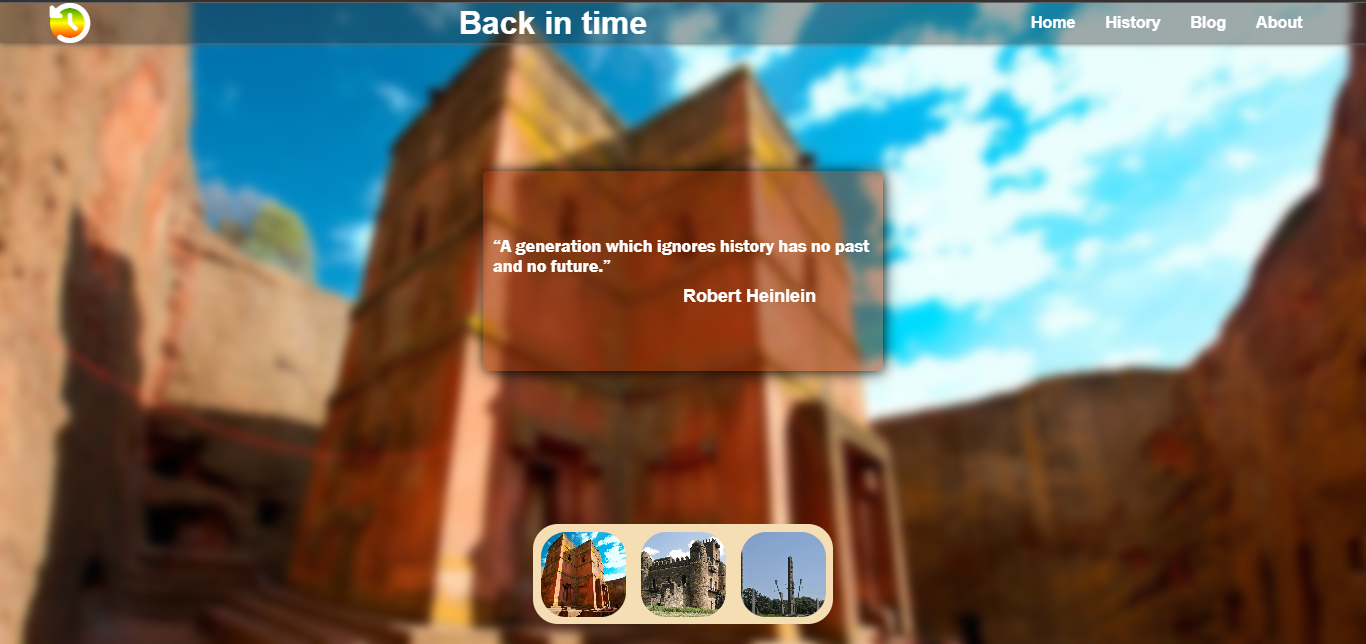 Back in time
Home
History
Blog
About
“A generation which ignores history has no past
and no future.”
Robert Heinlein